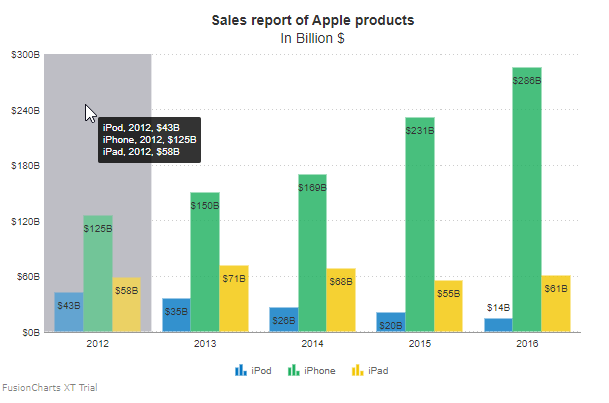 Sales report of Apple products
In Billion $
$300B
$240B
$180B
$120B
$60B
$0B
iPod, 2012, $43B
iPhone, 2012, $125B
iPad, 2012, $58B
$43B
$125B
$58B
$35B
$150B
$71B
$26B
$169B
$68B
$20B
$231B
$55B
$14B
$286B
$61B
2012 2013 2014 2015 2016
iPod iPhone iPad
FusionCharts XT Trial